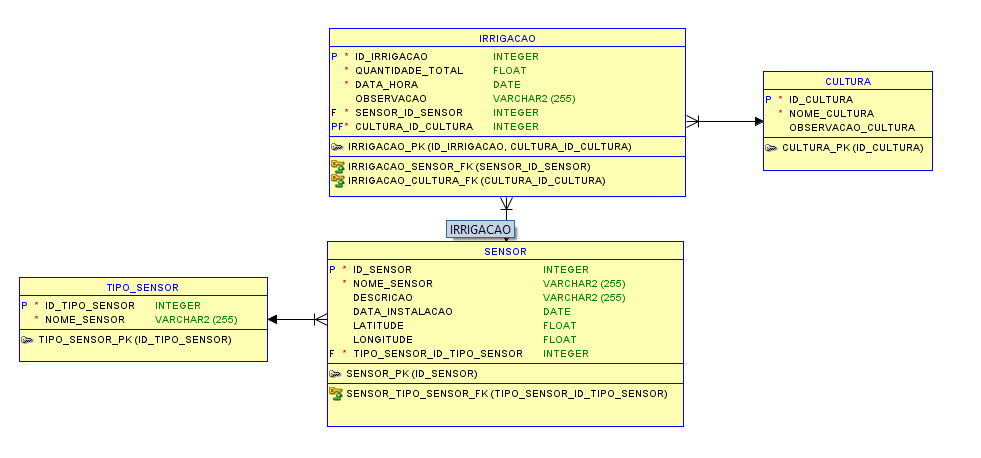 IRRIGACAO
P * ID_IRRIGACAO INTEGER
* QUANTIDADE_TOTAL FLOAT
* DATA_HORA DATE
OBSERVACAO VARCHAR2 (255)
F * SENSOR_ID_SENSOR INTEGER
PF* CULTURA_ID_CULTURA INTEGER
IRRIGACAO_PK (ID_IRRIGACAO, CULTURA_ID_CULTURA)
IRRIGACAO_SENSOR_FK (SENSOR_ID_SENSOR)
IRRIGACAO_CULTURA_FK (CULTURA_ID_CULTURA)
CULTURA
P * ID_CULTURA
* NOME_CULTURA
OBSERVACAO_CULTURA
CULTURA_PK (ID_CULTURA)
IRRIGACAO
SENSOR
P * ID_SENSOR INTEGER
* NOME_SENSOR VARCHAR2 (255)
DESCRICAO VARCHAR2 (255)
DATA_INSTALACAO DATE
LATITUDE FLOAT
LONGITUDE FLOAT
F * TIPO_SENSOR_ID_TIPO_SENSOR INTEGER
SENSOR_PK (ID_SENSOR)
SENSOR_TIPO_SENSOR_FK (TIPO_SENSOR_ID_TIPO_SENSOR)
TIPO_SENSOR
P * ID_TIPO_SENSOR INTEGER
* NOME_SENSOR VARCHAR2 (255)
TIPO_SENSOR_PK (ID_TIPO_SENSOR)